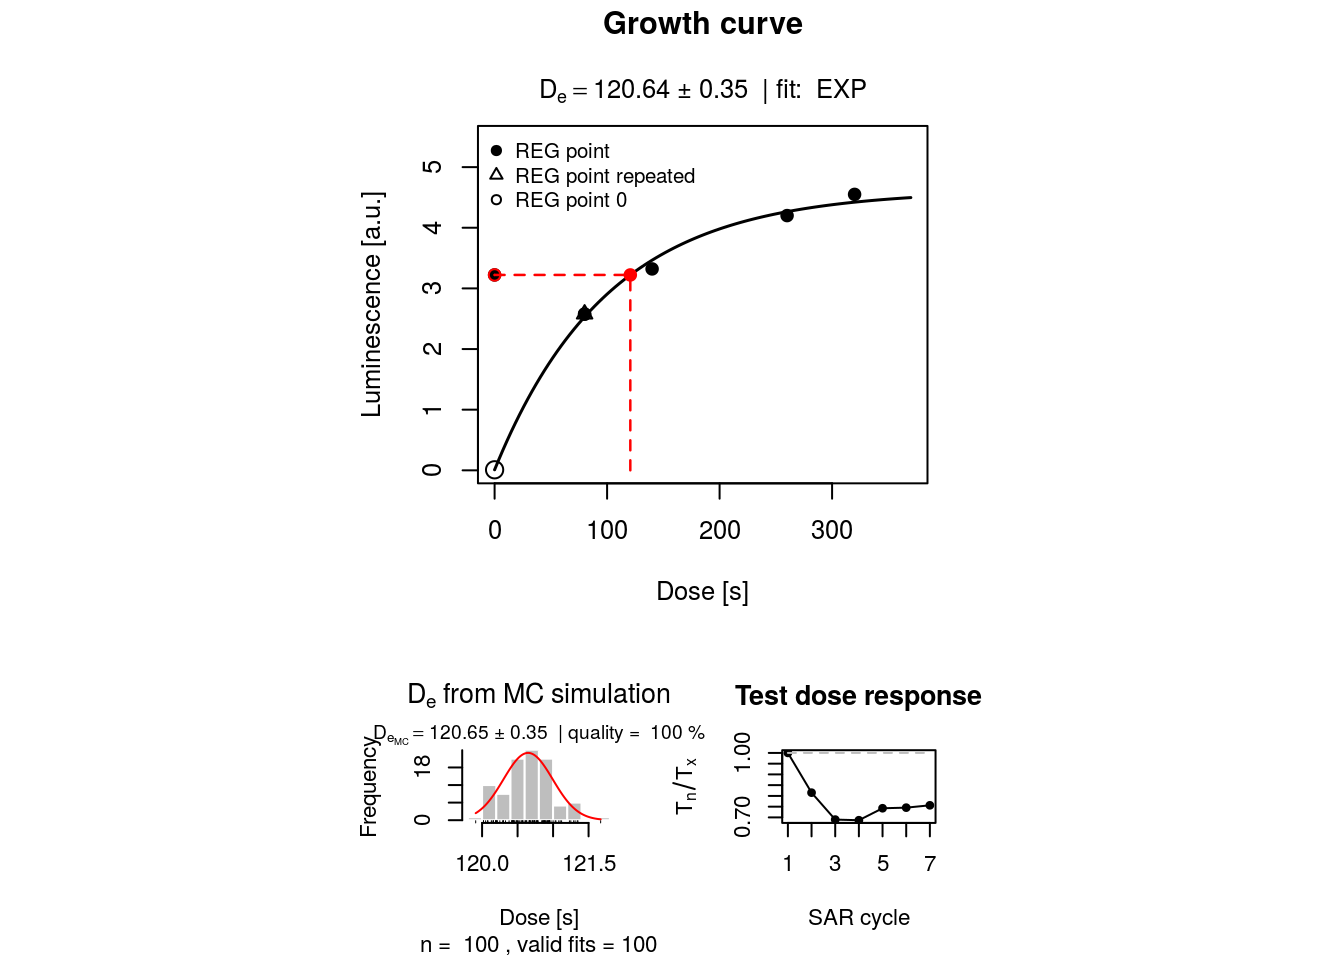 Growth curve
De = 120.64 ± 0.35 | fit: EXP
REG point
REG point repeated
REG point 0
Luminescence [a.u.]
0 1 2 3 4 5
0 100 200 300
Dose [s]
De from MC simulation
DeMC = 120.65 ± 0.35 | quality = 100 %
Frequency
0 18
120.0 121.5
Dose [s]
n = 100 , valid fits = 100
Test dose response
Tn/Tx
0.70 1.00
1 3 5 7
SAR cycle